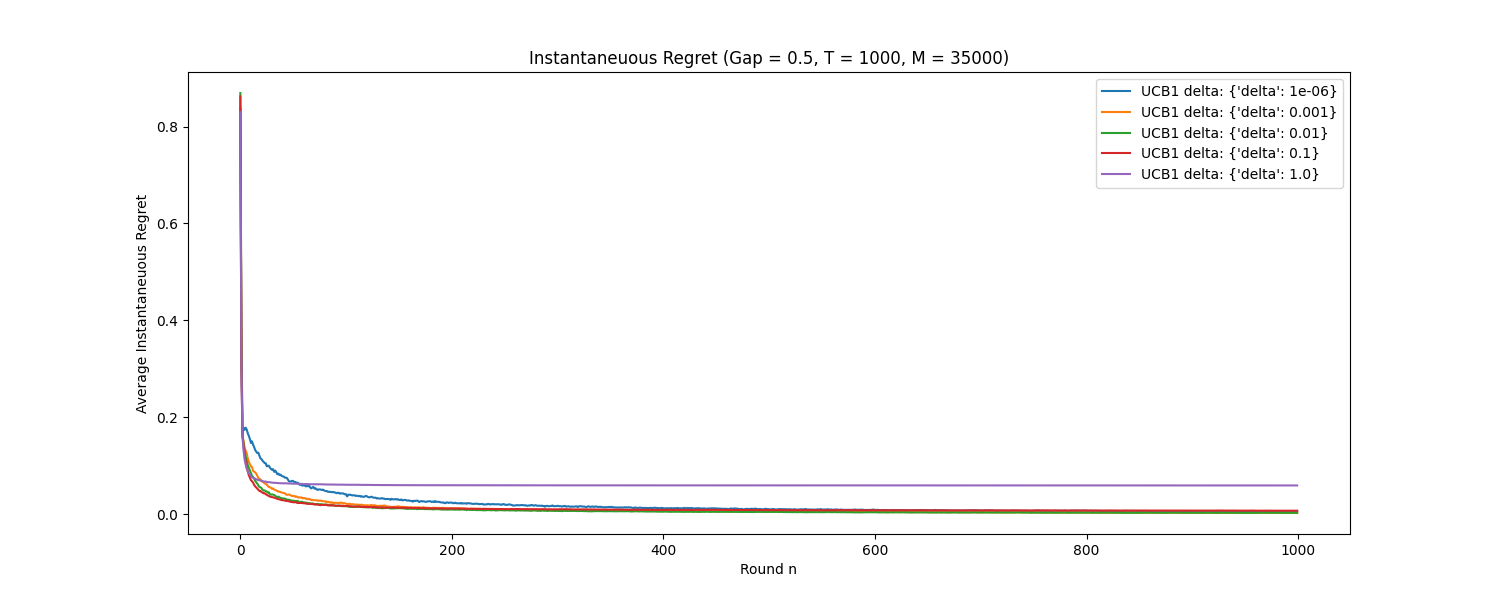 Instantaneuous Regret (Gap = 0.5, T = 1000, M = 35000)
UCB1 delta: {'delta': 1e-06}
UCB1 delta: {'delta': 0.001}
UCB1 delta: {'delta': 0.01}
UCB1 delta: {'delta': 0.1}
UCB1 delta: {'delta': 1.0}
Average Instantaneuous Regret
0.8
0.6
0.4
0.2
0.0
0 200 400 600 800 1000
Round n